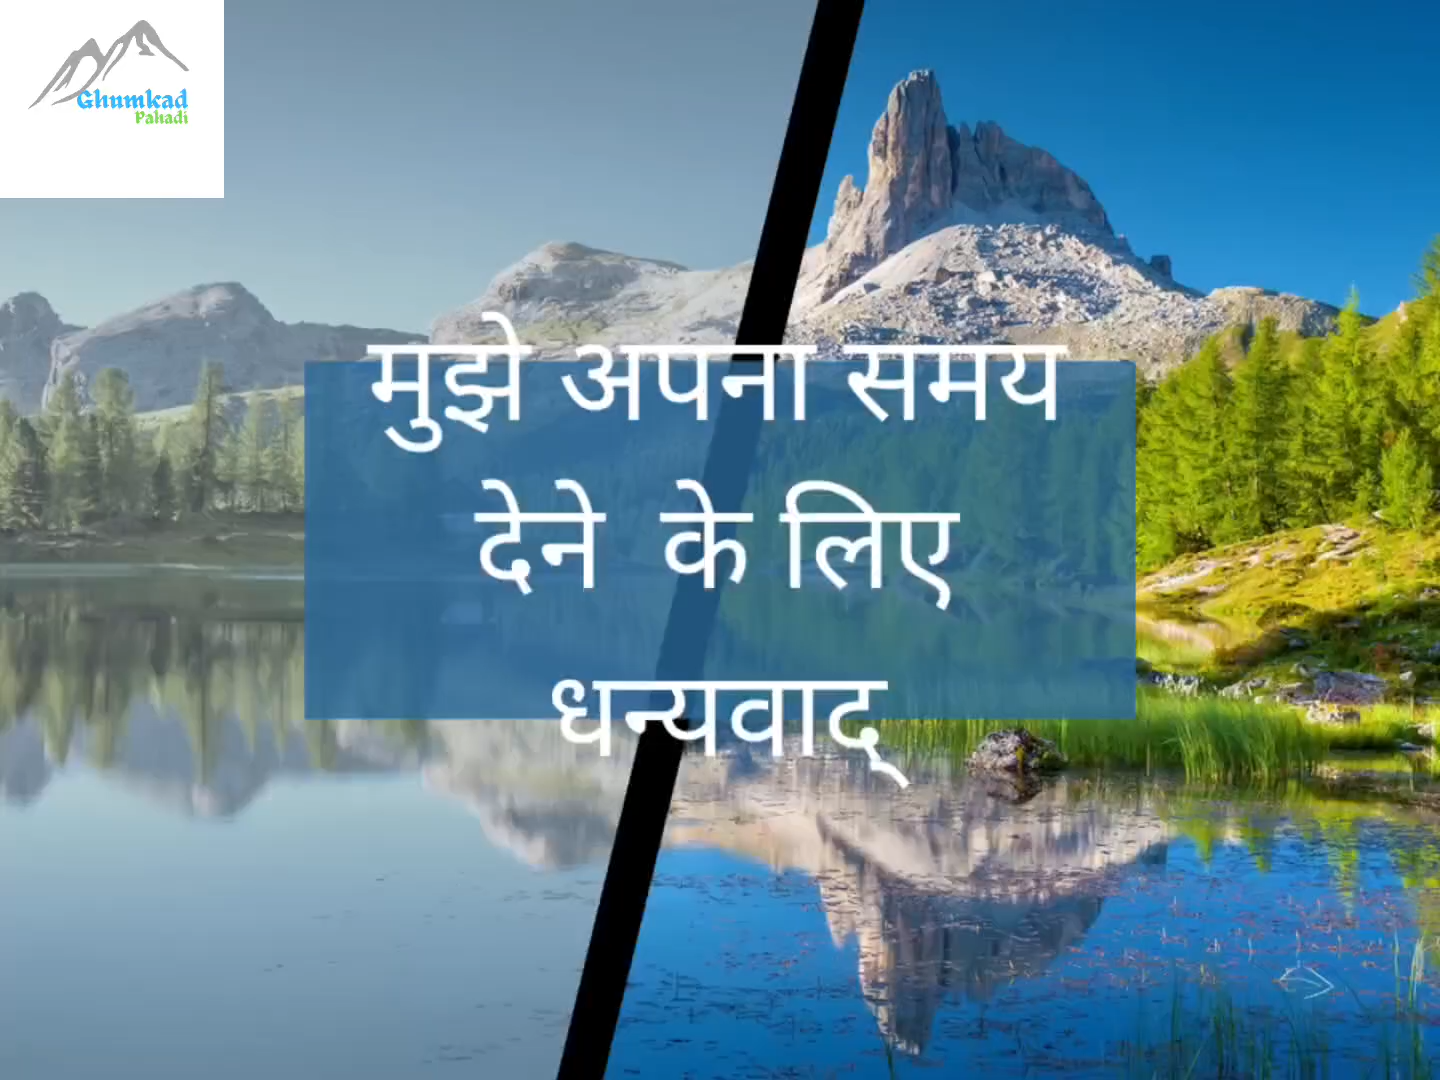 Ghumkad
Pahadi
मुझे अपना समय
देने के लिए
धन्यवाद्